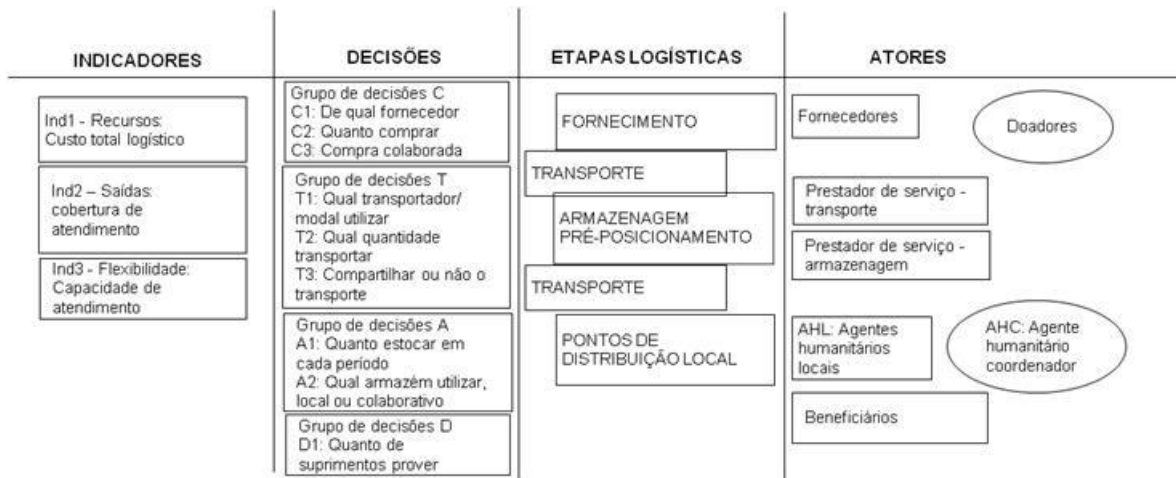 INDICADORES
DECISÕES
ETAPAS LOGÍSTICAS
ATORES
Ind1 - Recursos:
Custo total logístico
Ind2 – Saídas:
cobertura de
atendimento
Ind3 - Flexibilidade:
Capacidade de
atendimento
Grupo de decisões C
C1: De qual fornecedor
C2: Quanto comprar
C3: Compra colaborada
Grupo de decisões T
T1: Qual transportador/
modal utilizar
T2: Qual quantidade
transportar
T3: Compartilhar ou não o
transporte
Grupo de decisões A
A1: Quanto estocar em
cada período
A2: Qual armazém utilizar,
local ou colaborativo
Grupo de decisões D
D1: Quanto de
suprimentos prover
FORNECIMENTO
TRANSPORTE
ARMAZENAGEM
PRÉ-POSICIONAMENTO
TRANSPORTE
PONTOS DE
DISTRIBUIÇÃO LOCAL
Fornecedores
Doadores
Prestador de serviço -
transporte
Prestador de serviço -
armazenagem
AHL: Agentes
humanitários
locais
AHC: Agente
humanitário
coordenador
Beneficiários